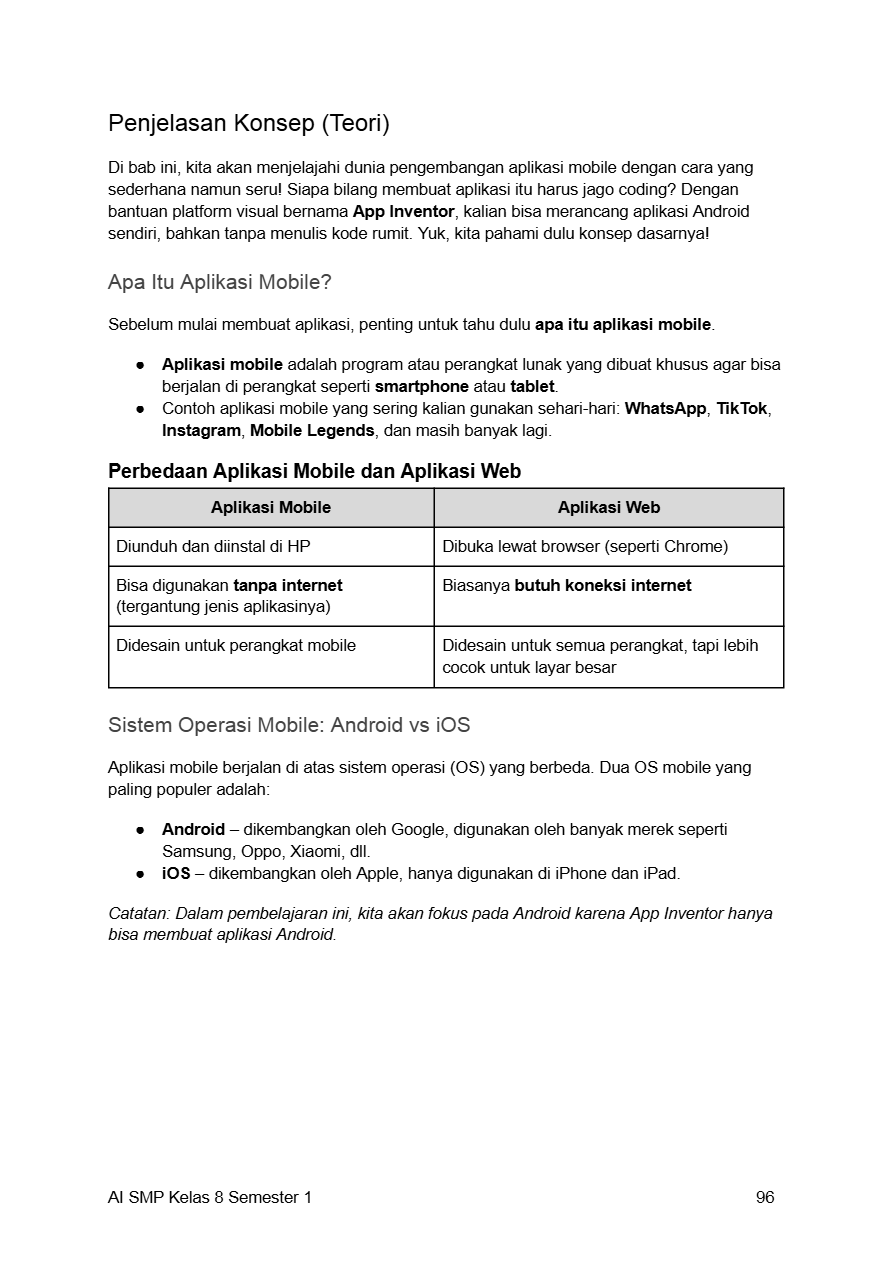 Penjelasan Konsep (Teori)
Di bab ini, kita akan menjelajahi dunia pengembangan aplikasi mobile dengan cara yang
sederhana namun seru! Siapa bilang membuat aplikasi itu harus jago coding? Dengan
bantuan platform visual bernama App Inventor, kalian bisa merancang aplikasi Android
sendiri, bahkan tanpa menulis kode rumit. Yuk, kita pahami dulu konsep dasarnya!
Apa Itu Aplikasi Mobile?
Sebelum mulai membuat aplikasi, penting untuk tahu dulu apa itu aplikasi mobile.
● Aplikasi mobile adalah program atau perangkat lunak yang dibuat khusus agar bisa
berjalan di perangkat seperti smartphone atau tablet.
● Contoh aplikasi mobile yang sering kalian gunakan sehari-hari: WhatsApp, TikTok,
Instagram, Mobile Legends, dan masih banyak lagi.
Perbedaan Aplikasi Mobile dan Aplikasi Web
Aplikasi Mobile
Aplikasi Web
Diunduh dan diinstal di HP
Dibuka lewat browser (seperti Chrome)
Bisa digunakan tanpa internet
(tergantung jenis aplikasinya)
Biasanya butuh koneksi internet
Didesain untuk perangkat mobile
Didesain untuk semua perangkat, tapi lebih
cocok untuk layar besar
Sistem Operasi Mobile: Android vs iOS
Aplikasi mobile berjalan di atas sistem operasi (OS) yang berbeda. Dua OS mobile yang
paling populer adalah:
● Android – dikembangkan oleh Google, digunakan oleh banyak merek seperti
Samsung, Oppo, Xiaomi, dll.
● iOS – dikembangkan oleh Apple, hanya digunakan di iPhone dan iPad.
Catatan: Dalam pembelajaran ini, kita akan fokus pada Android karena App Inventor hanya
bisa membuat aplikasi Android.
AI SMP Kelas 8 Semester 1
96